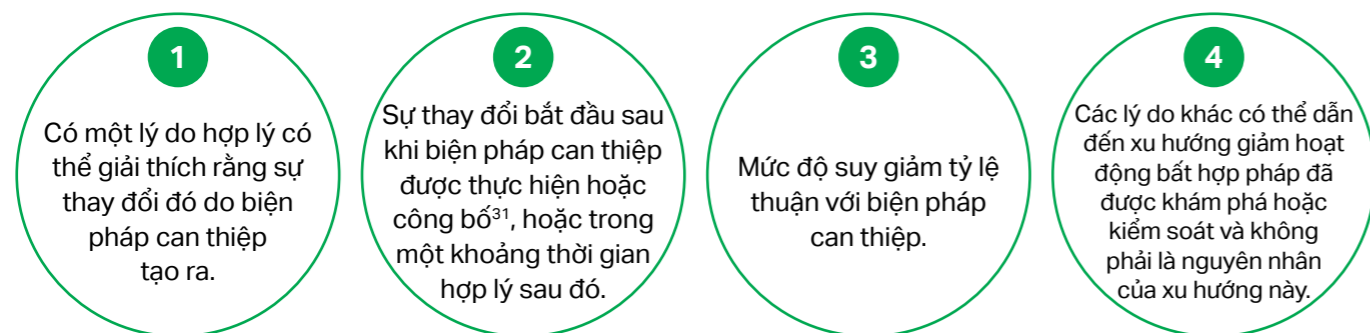 1
Có một lý do hợp lý có
thể giải thích rằng sự
thay đổi đó do biện
pháp can thiệp
tạo ra.
2
Sự thay đổi bắt đầu sau
khi biện pháp can thiệp
được thực hiện hoặc
công bố³¹, hoặc trong
một khoảng thời gian
hợp lý sau đó.
3
Mức độ suy giảm tỷ lệ
thuận với biện pháp
can thiệp.
4
Các lý do khác có thể dẫn
đến xu hướng giảm hoạt
động bất hợp pháp đã
được khám phá hoặc
kiểm soát và không
phải là nguyên nhân
của xu hướng này.